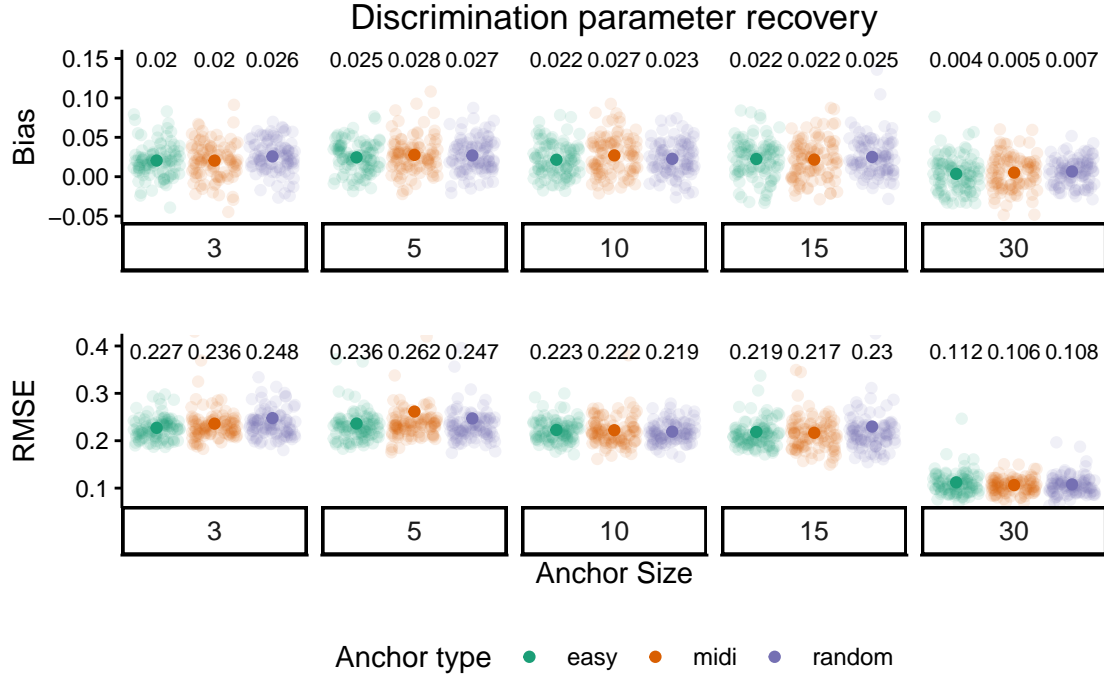 Discrimination parameter recovery
Bias
0.15
0.10
0.05
0.00
−0.05
0.02 0.02 0.026 0.025 0.028 0.027 0.022 0.027 0.023 0.022 0.022 0.025 0.004 0.005 0.007
3 5 10 15 30
RMSE
0.4
0.3
0.2
0.1
0.227 0.236 0.248 0.236 0.262 0.247 0.223 0.222 0.219 0.219 0.217 0.23 0.112 0.106 0.108
3 5 10 15 30
Anchor Size
Anchor type easy midi random